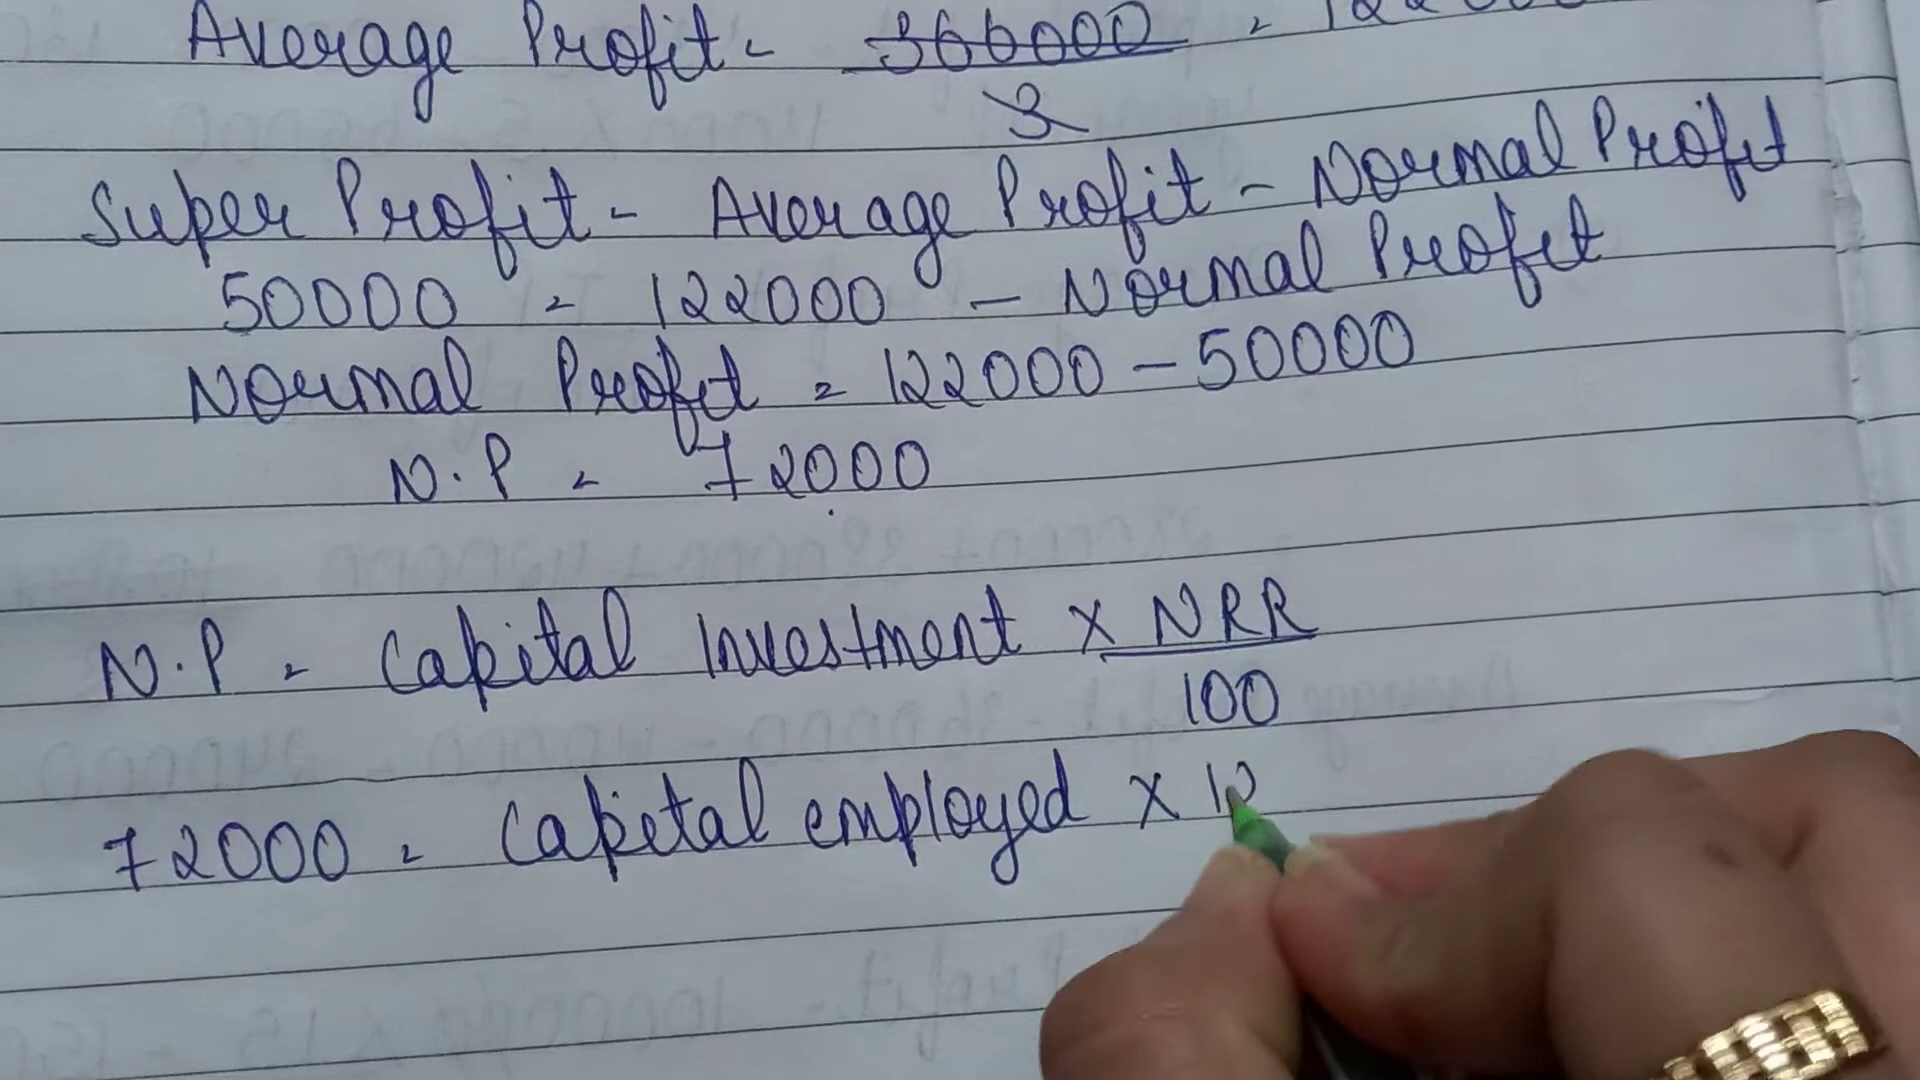 Average Profit = 366000 = 122000
3
Super Profit - Average Profit - Normal Profit
50000 = 122000 - Normal Profit
Normal Profit = 122000 - 50000
N.P = 72000
N.P = Capital Investment x NRR
100
72000 = Capital employed x 12